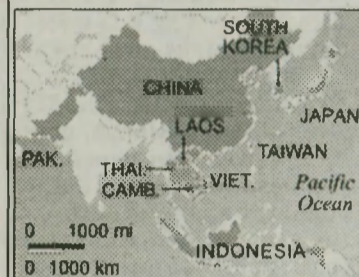 SOUTH
KOREA
CHINA
JAPAN
LAOS
TAIWAN
PAK.
THAI.
CAMB.
VIET.
Pacific
Ocean
0 1000 mi
INDONESIA
0 1000 km